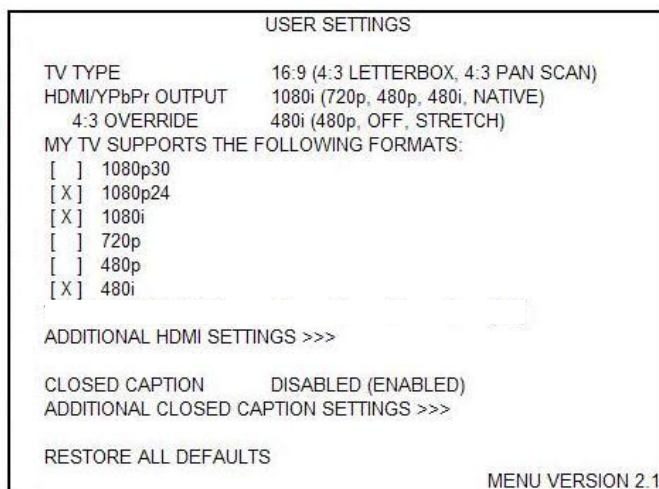 USER SETTINGS
TV TYPE 16:9 (4:3 LETTERBOX, 4:3 PAN SCAN)
HDMI/YPbPr OUTPUT 1080i (720p, 480p, 480i, NATIVE)
4:3 OVERRIDE 480i (480p, OFF, STRETCH)
MY TV SUPPORTS THE FOLLOWING FORMATS:
[ ] 1080p30
[ X ] 1080p24
[ X ] 1080i
[ ] 720p
[ ] 480p
[ X ] 480i
ADDITIONAL HDMI SETTINGS >>>
CLOSED CAPTION DISABLED (ENABLED)
ADDITIONAL CLOSED CAPTION SETTINGS >>>
RESTORE ALL DEFAULTS
MENU VERSION 2.1